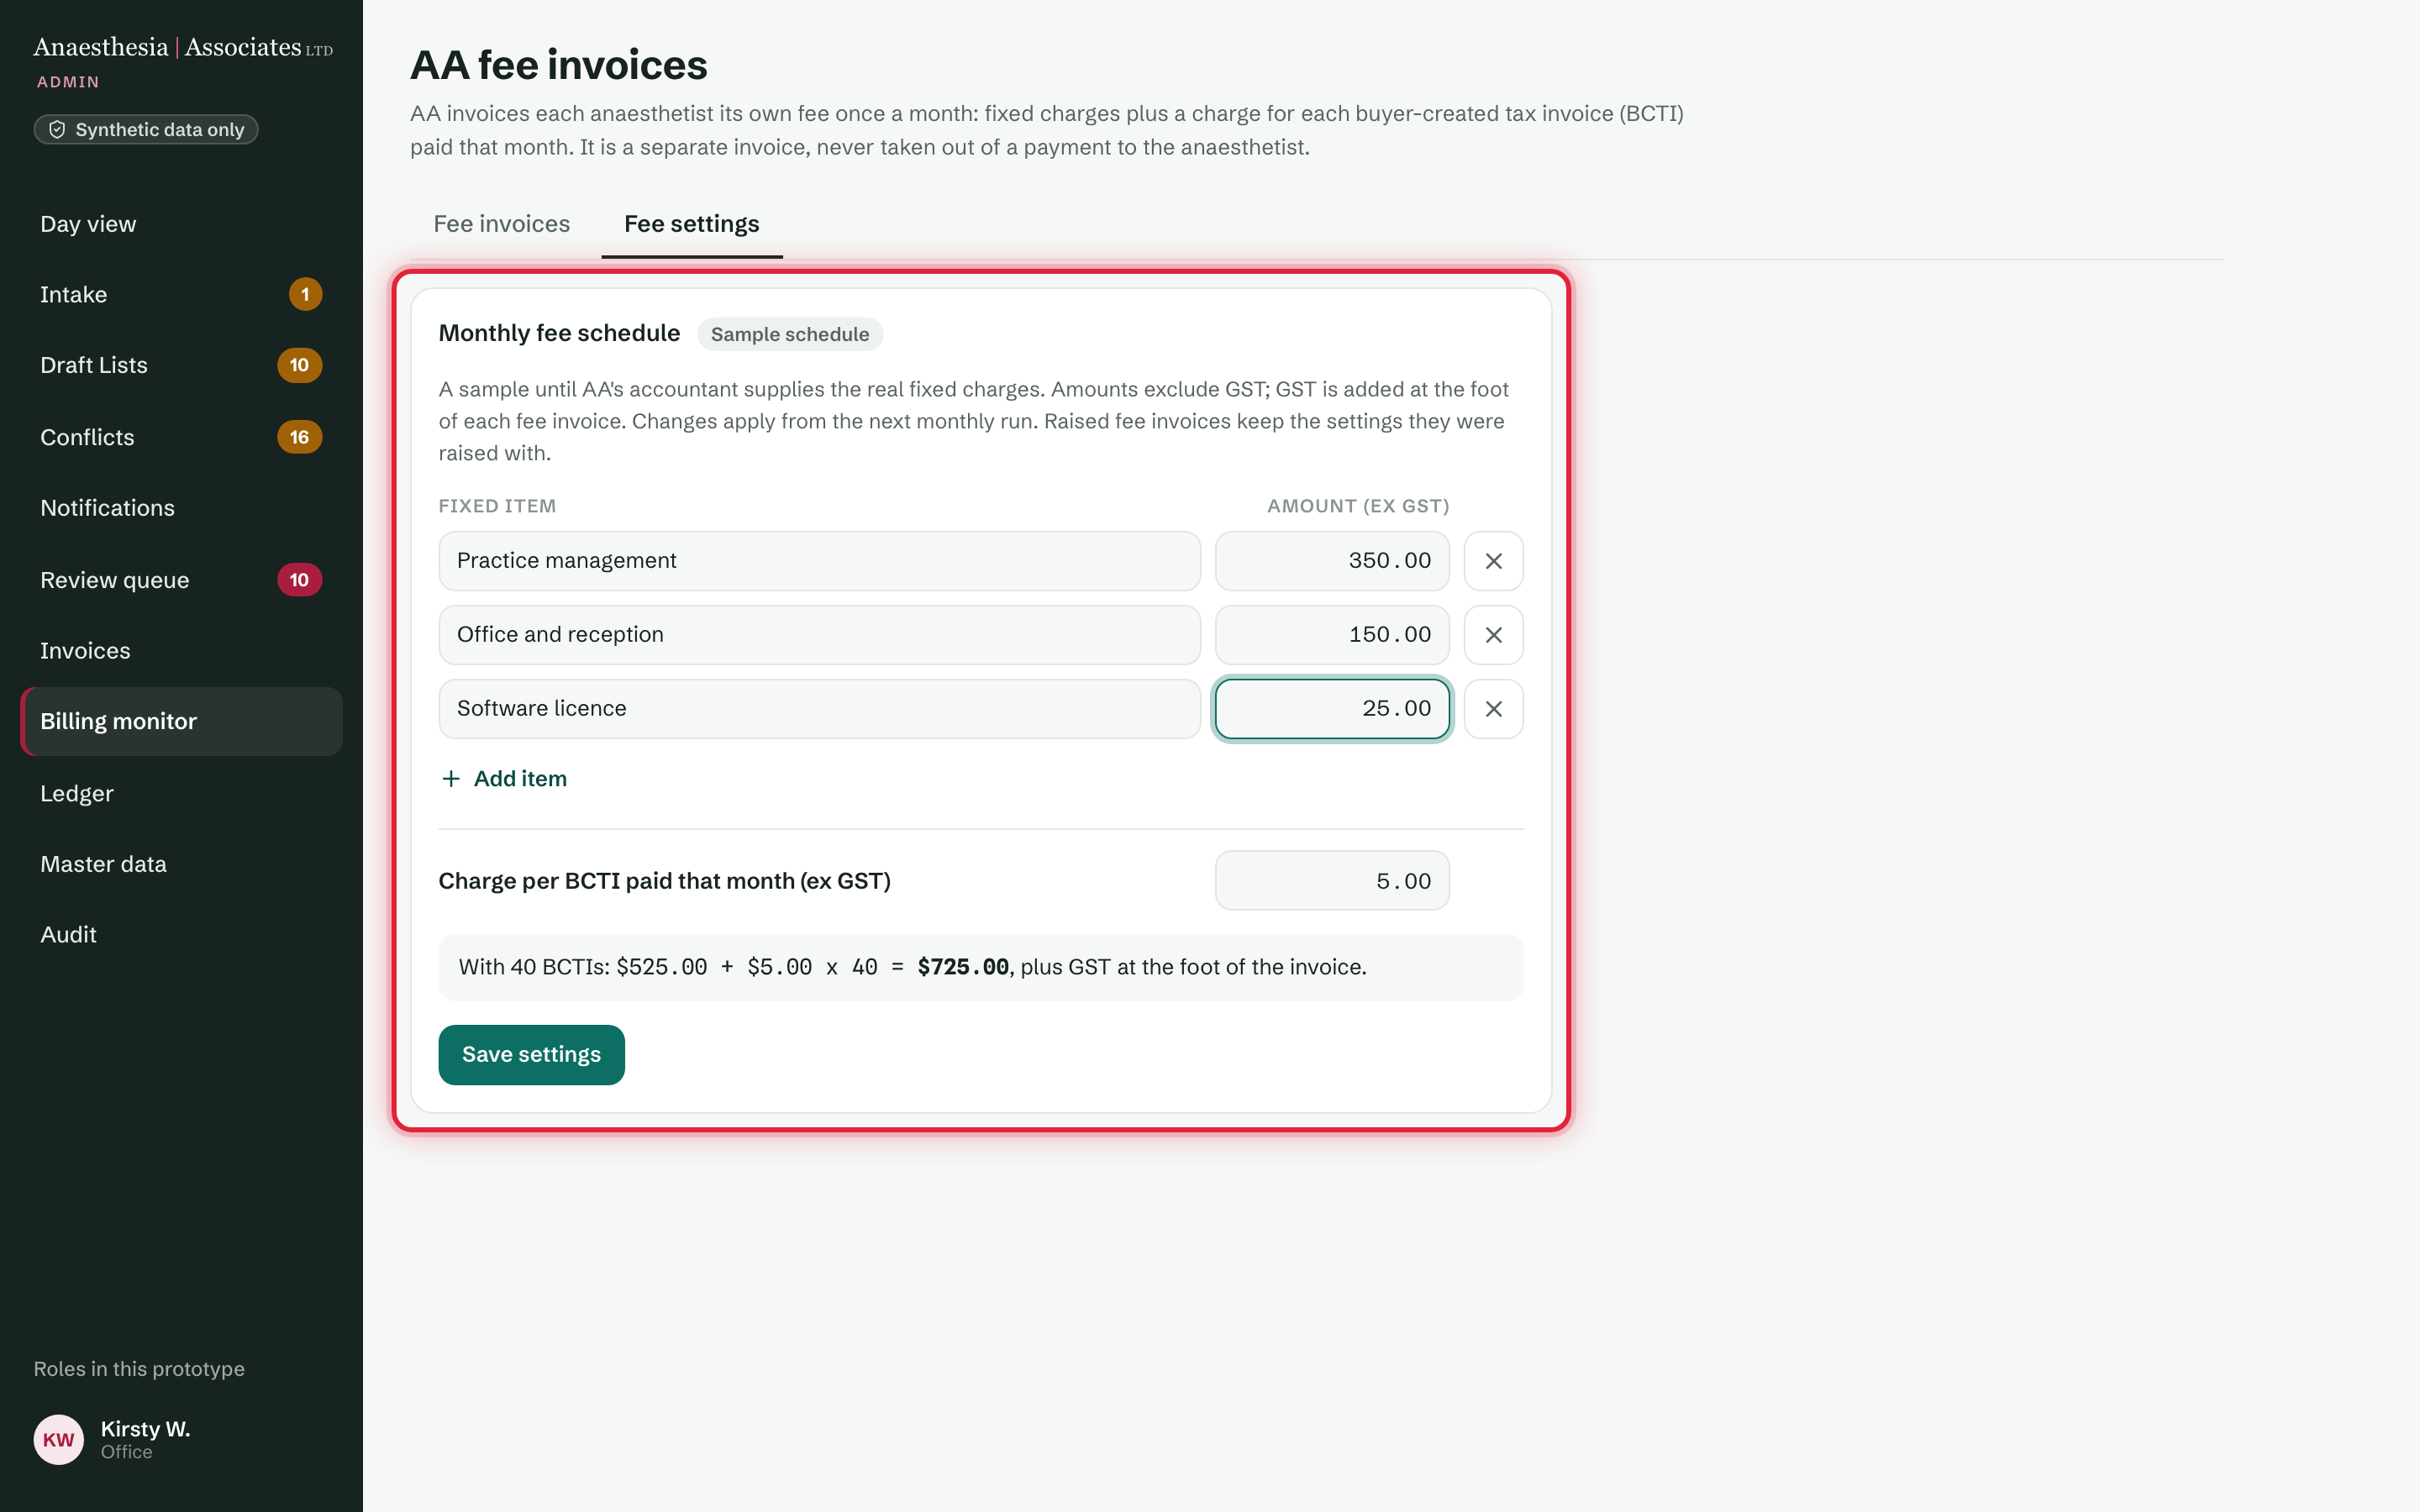 Anaesthesia | Associates LTD
ADMIN
Synthetic data only
Day view
Intake 1
Draft Lists 10
Conflicts 16
Notifications
Review queue 10
Invoices
Billing monitor
Ledger
Master data
Audit
Roles in this prototype
KW Kirsty W.
Office
AA fee invoices
AA invoices each anaesthetist its own fee once a month: fixed charges plus a charge for each buyer-created tax invoice (BCTI)
paid that month. It is a separate invoice, never taken out of a payment to the anaesthetist.
Fee invoices Fee settings
Monthly fee schedule Sample schedule
A sample until AA's accountant supplies the real fixed charges. Amounts exclude GST; GST is added at the foot
of each fee invoice. Changes apply from the next monthly run. Raised fee invoices keep the settings they were
raised with.
FIXED ITEM AMOUNT (EX GST)
Practice management 350.00
Office and reception 150.00
Software licence 25.00
+ Add item
Charge per BCTI paid that month (ex GST) 5.00
With 40 BCTIs: $525.00 + $5.00 x 40 = $725.00, plus GST at the foot of the invoice.
Save settings